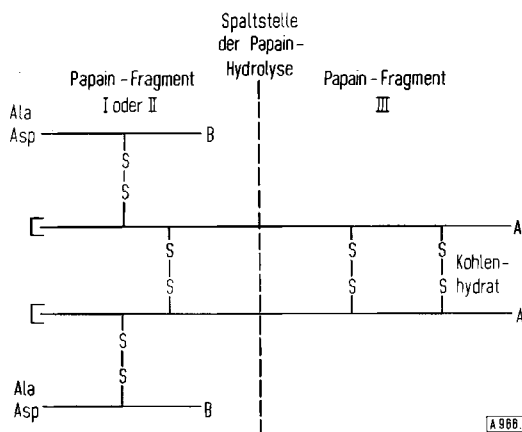 Spaltstelle
der Papain-
Hydrolyse
Papain - Fragment
I oder II
Papain - Fragment
III
Ala
Asp
B
S
S
A
S
S
S
S
S
S
Kohlen-
hydrat
A
S
S
Ala
Asp
B
A 966.